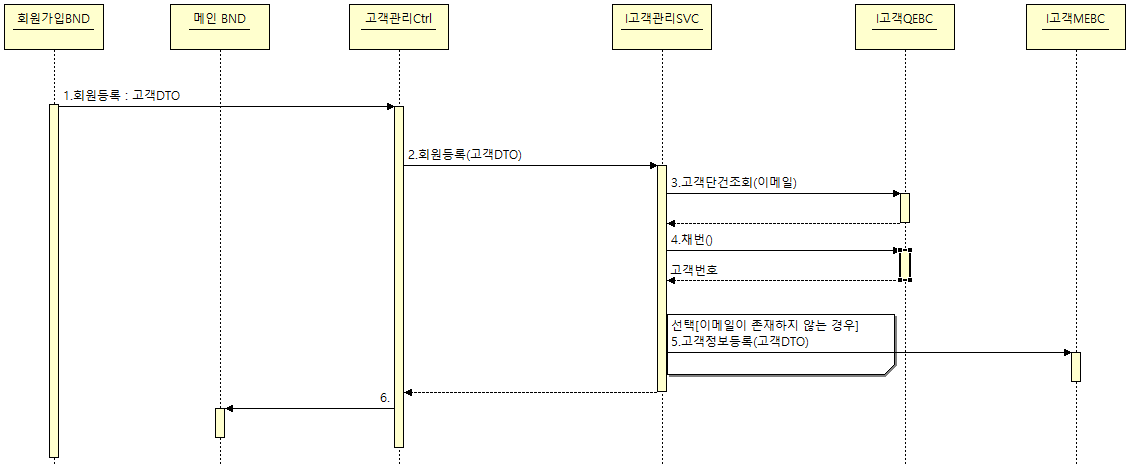 회원가입BND
메인 BND
고객관리Ctrl
I고객관리SVC
I고객QEBC
I고객MEBC
1.회원등록 : 고객DTO
2.회원등록(고객DTO)
3.고객단건조회(이메일)
4.채번()
고객번호
선택[이메일이 존재하지 않는 경우]
5.고객정보등록(고객DTO)
6.